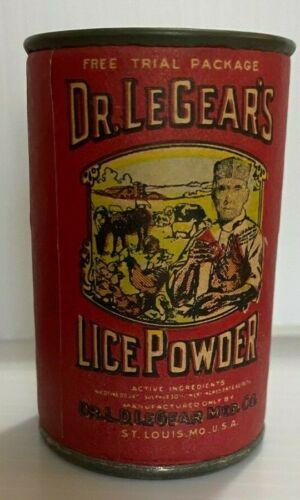 FREE TRIAL PACKAGE
DR. LEGEAR'S
LICE POWDER
ACTIVE INGREDIENTS
MANUFACTURED ONLY BY
DR. L.D. LEGEAR MED. CO.
ST. LOUIS, MO., U.S.A.